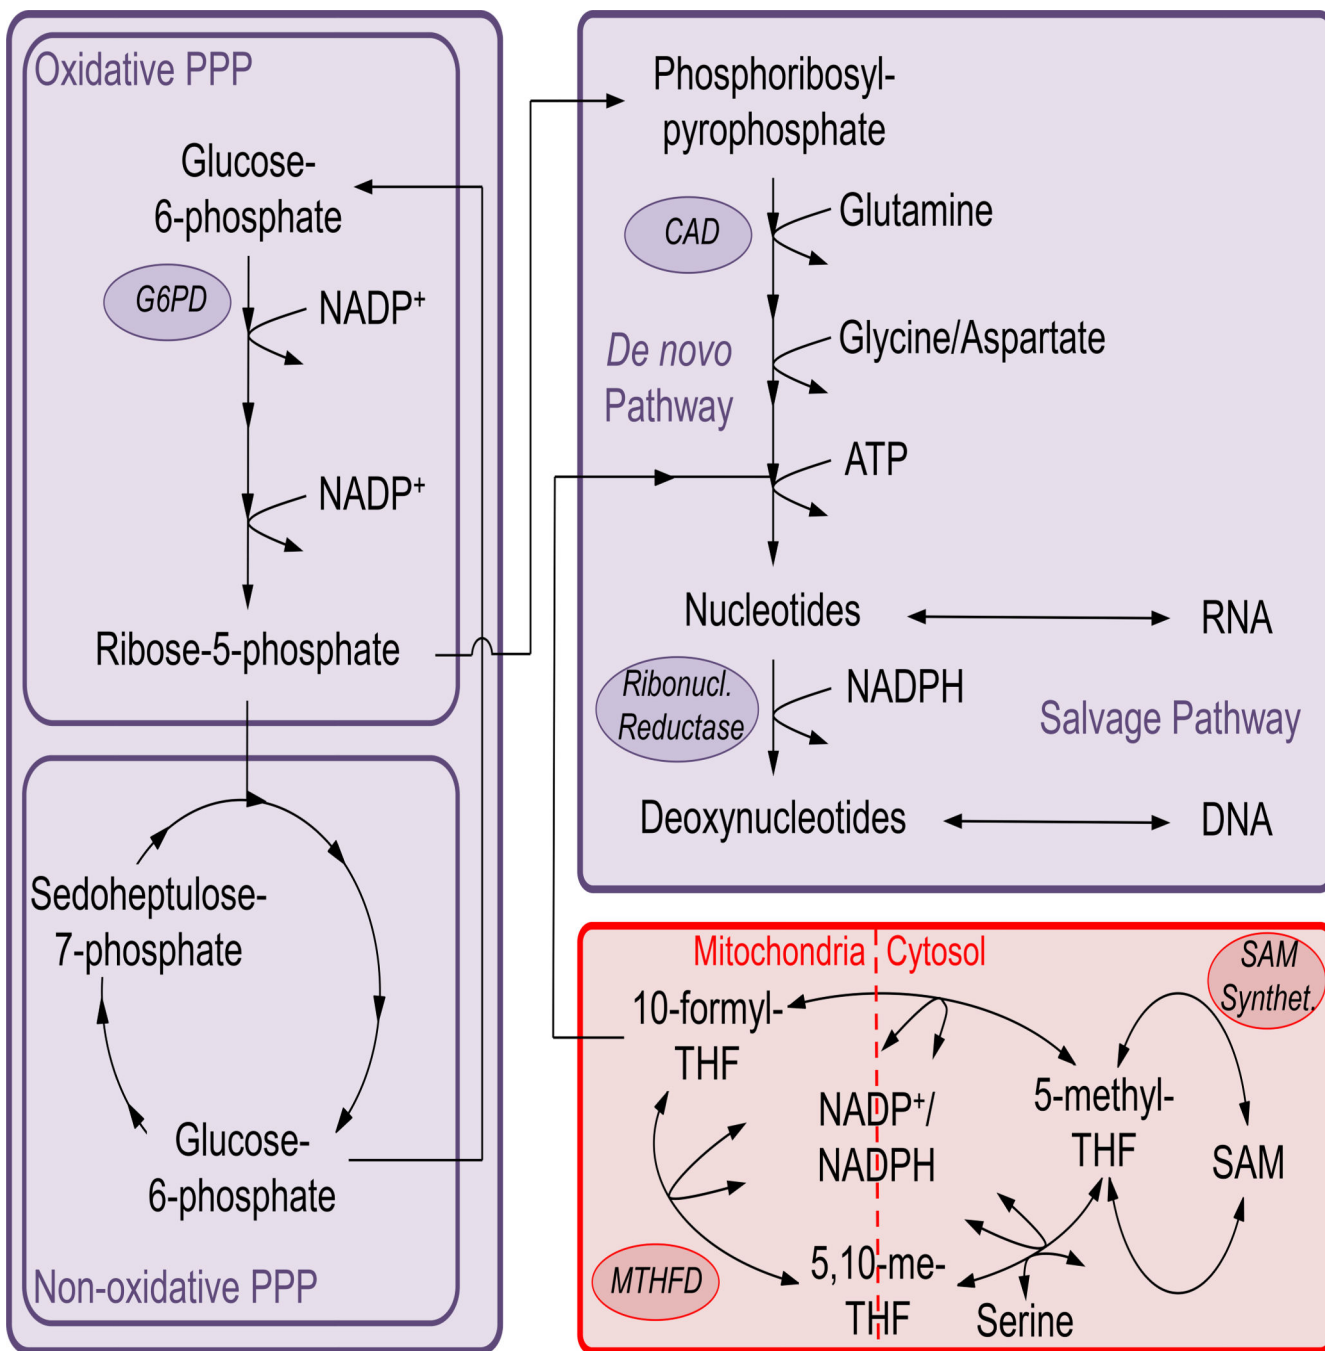 Oxidative PPP
Glucose-
6-phosphate
G6PD
NADP⁺
NADP⁺
Ribose-5-phosphate
Sedoheptulose-
7-phosphate
Glucose-
6-phosphate
Non-oxidative PPP
Phosphoribosyl-
pyrophosphate
CAD
Glutamine
De novo
Pathway
Glycine/Aspartate
ATP
Nucleotides
RNA
Ribonucl.
Reductase
NADPH
Salvage Pathway
Deoxynucleotides
DNA
Mitochondria
Cytosol
SAM
Synthet.
10-formyl-
THF
NADP⁺/
NADPH
5-methyl-
THF
SAM
MTHFD
5,10-me-
THF
Serine